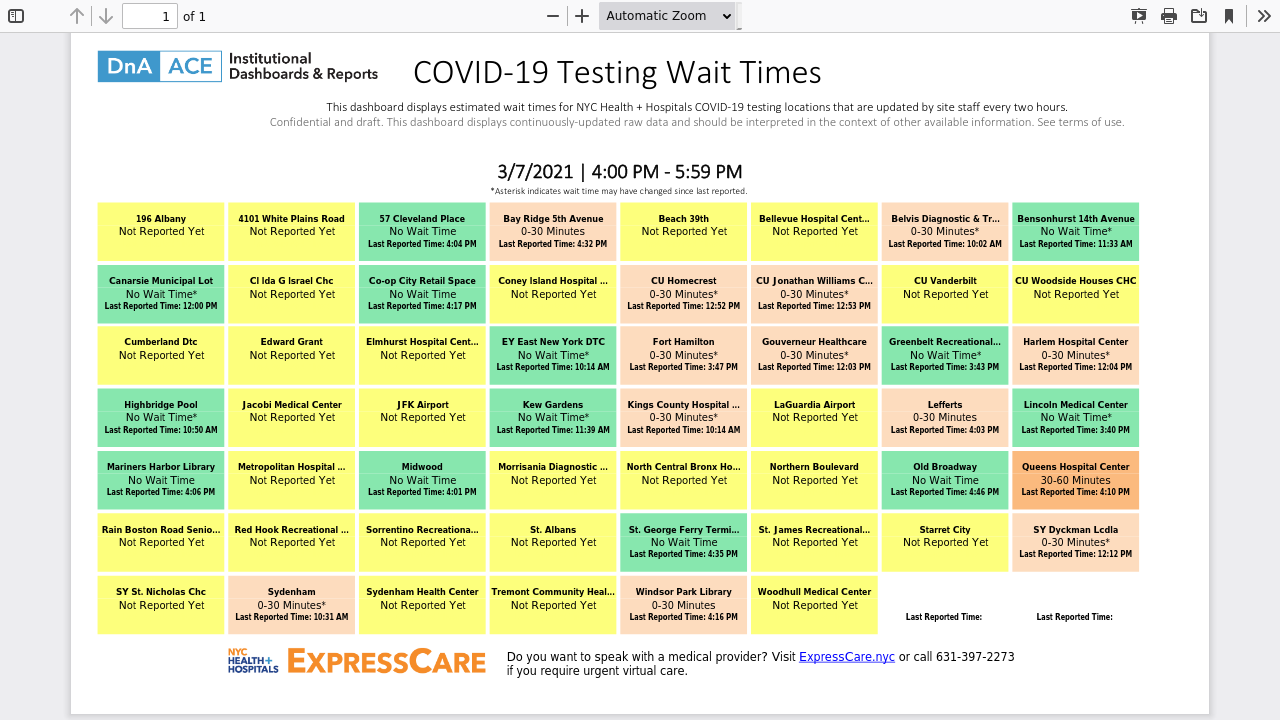 1 of 1
Automatic Zoom
DnA ACE Institutional Dashboards & Reports
COVID-19 Testing Wait Times
This dashboard displays estimated wait times for NYC Health + Hospitals COVID-19 testing locations that are updated by site staff every two hours.
Confidential and draft. This dashboard displays continuously-updated raw data and should be interpreted in the context of other available information. See terms of use.
3/7/2021 | 4:00 PM - 5:59 PM
*Asterisk indicates wait time may have changed since last reported.
196 Albany
Not Reported Yet
4101 White Plains Road
Not Reported Yet
57 Cleveland Place
No Wait Time
Last Reported Time: 4:04 PM
Bay Ridge 5th Avenue
0-30 Minutes
Last Reported Time: 4:32 PM
Beach 39th
Not Reported Yet
Bellevue Hospital Cent...
Not Reported Yet
Belvis Diagnostic & Tr...
0-30 Minutes*
Last Reported Time: 10:02 AM
Bensonhurst 14th Avenue
No Wait Time*
Last Reported Time: 11:33 AM
Canarsie Municipal Lot
No Wait Time*
Last Reported Time: 12:00 PM
Cl lda G Israel Chc
Not Reported Yet
Co-op City Retail Space
No Wait Time
Last Reported Time: 4:17 PM
Coney Island Hospital ...
Not Reported Yet
CU Homecrest
0-30 Minutes*
Last Reported Time: 12:52 PM
CU Jonathan Williams C...
0-30 Minutes*
Last Reported Time: 12:53 PM
CU Vanderbilt
Not Reported Yet
CU Woodside Houses CHC
Not Reported Yet
Cumberland Dtc
Not Reported Yet
Edward Grant
Not Reported Yet
Elmhurst Hospital Cent...
Not Reported Yet
EY East New York DTC
No Wait Time*
Last Reported Time: 10:14 AM
Fort Hamilton
0-30 Minutes*
Last Reported Time: 3:47 PM
Gouverneur Healthcare
0-30 Minutes*
Last Reported Time: 12:03 PM
Greenbelt Recreational...
No Wait Time*
Last Reported Time: 3:43 PM
Harlem Hospital Center
0-30 Minutes*
Last Reported Time: 12:04 PM
Highbridge Pool
No Wait Time*
Last Reported Time: 10:50 AM
Jacobi Medical Center
Not Reported Yet
JFK Airport
Not Reported Yet
Kew Gardens
No Wait Time*
Last Reported Time: 11:39 AM
Kings County Hospital ...
0-30 Minutes*
Last Reported Time: 10:14 AM
LaGuardia Airport
Not Reported Yet
Lefferts
0-30 Minutes
Last Reported Time: 4:03 PM
Lincoln Medical Center
No Wait Time*
Last Reported Time: 3:40 PM
Mariners Harbor Library
No Wait Time
Last Reported Time: 4:06 PM
Metropolitan Hospital ...
Not Reported Yet
Midwood
No Wait Time
Last Reported Time: 4:01 PM
Morrisania Diagnostic ...
Not Reported Yet
North Central Bronx Ho...
Not Reported Yet
Northern Boulevard
Not Reported Yet
Old Broadway
No Wait Time
Last Reported Time: 4:46 PM
Queens Hospital Center
30-60 Minutes
Last Reported Time: 4:10 PM
Rain Boston Road Senio...
Not Reported Yet
Red Hook Recreational ...
Not Reported Yet
Sorrentino Recreationa...
Not Reported Yet
St. Albans
Not Reported Yet
St. George Ferry Termi...
No Wait Time
Last Reported Time: 4:35 PM
St. James Recreational...
Not Reported Yet
Starret City
Not Reported Yet
SY Dyckman Lcdla
0-30 Minutes*
Last Reported Time: 12:12 PM
SY St. Nicholas Chc
Not Reported Yet
Sydenham
0-30 Minutes*
Last Reported Time: 10:31 AM
Sydenham Health Center
Not Reported Yet
Tremont Community Heal...
Not Reported Yet
Windsor Park Library
0-30 Minutes
Last Reported Time: 4:16 PM
Woodhull Medical Center
Not Reported Yet
Last Reported Time:
Last Reported Time:
NYC HEALTH+ HOSPITALS
EXPRESSCARE
Do you want to speak with a medical provider? Visit ExpressCare.nyc or call 631-397-2273
if you require urgent virtual care.